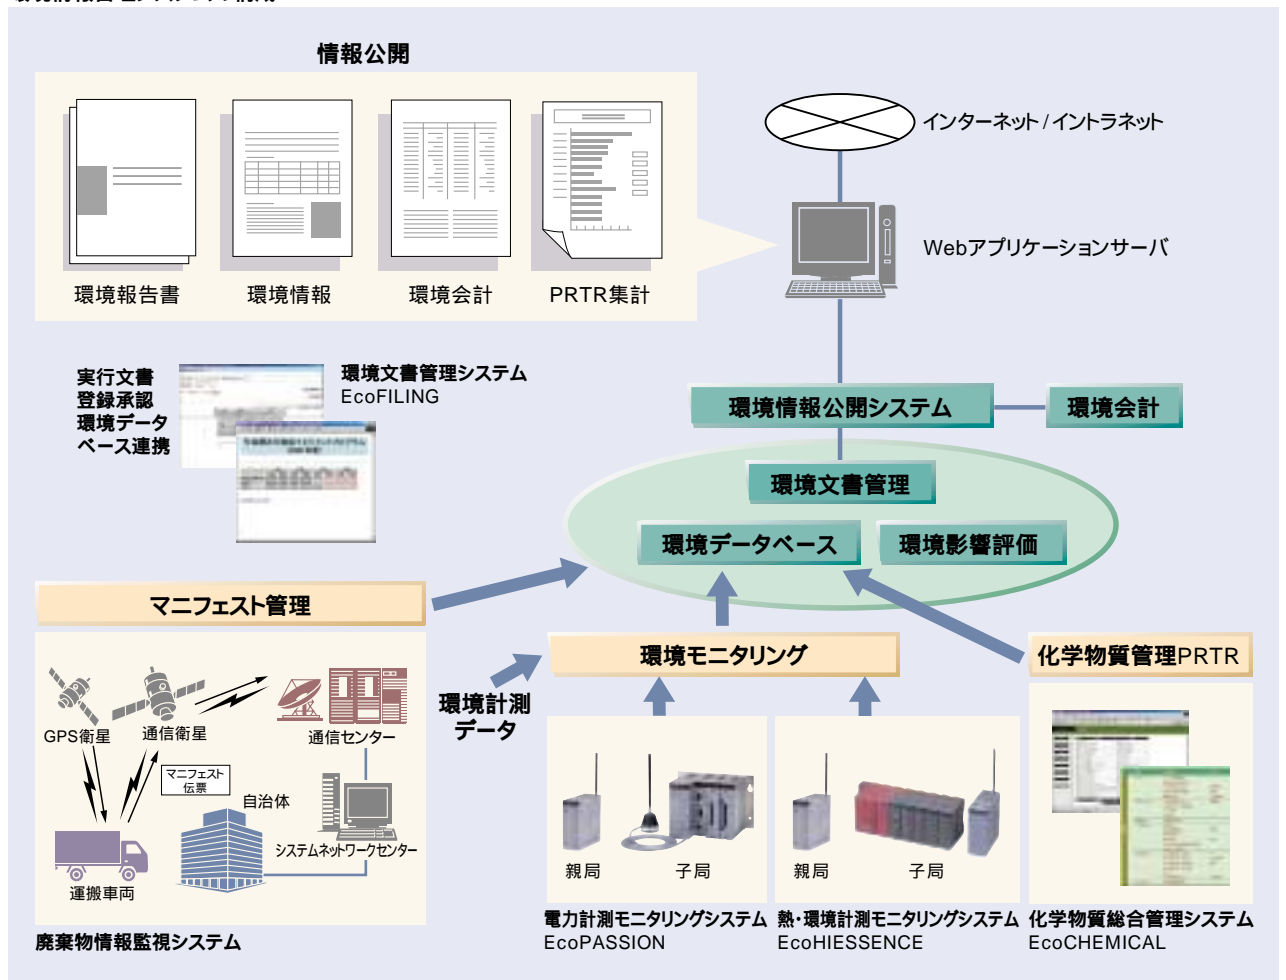 情報公開
環境報告書
環境情報
環境会計
PRTR集計
インターネット/イントラネット
Webアプリケーションサーバ
実行文書
登録承認
環境データ
ベース連携
環境文書管理システム
EcoFILING
環境情報公開システム
環境会計
環境文書管理
環境データベース
環境影響評価
マニフェスト管理
環境モニタリング
化学物質管理PRTR
環境計測
データ
GPS衛星
通信衛星
通信センター
マニフェスト
伝票
自治体
システムネットワークセンター
運搬車両
廃棄物情報監視システム
親局
子局
電力計測モニタリングシステム
EcoPASSION
親局
子局
熱・環境計測モニタリングシステム
EcoHIESSENCE
化学物質総合管理システム
EcoCHEMICAL